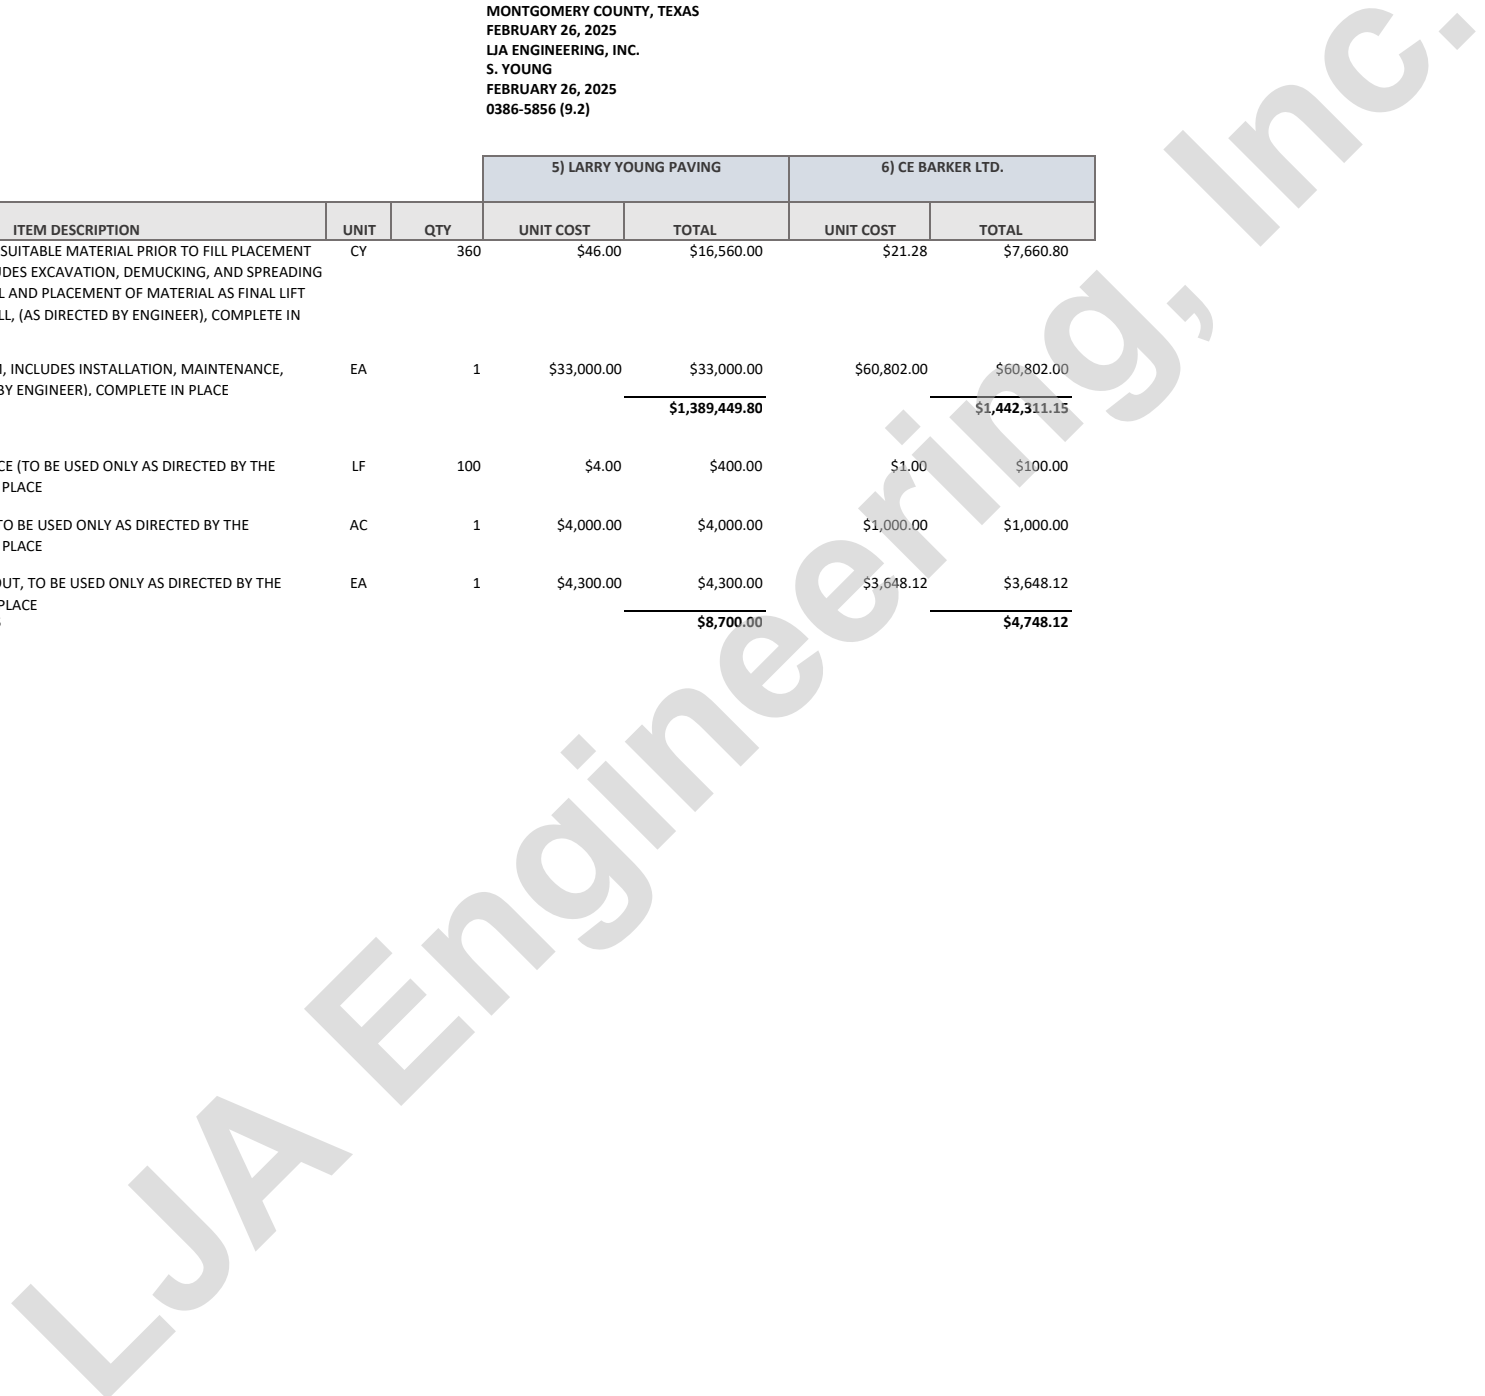 MONTGOMERY COUNTY, TEXAS
FEBRUARY 26, 2025
LJA ENGINEERING, INC.
S. YOUNG
FEBRUARY 26, 2025
0386-5856 (9.2)
5) LARRY YOUNG PAVING 6) CE BARKER LTD.
ITEM DESCRIPTION UNIT QTY UNIT COST TOTAL UNIT COST TOTAL
SUITABLE MATERIAL PRIOR TO FILL PLACEMENT CY 360 $46.00 $16,560.00 $21.28 $7,660.80
UDES EXCAVATION, DEMUCKING, AND SPREADING
L AND PLACEMENT OF MATERIAL AS FINAL LIFT
LL, (AS DIRECTED BY ENGINEER), COMPLETE IN
, INCLUDES INSTALLATION, MAINTENANCE, EA 1 $33,000.00 $33,000.00 $60,802.00 $60,802.00
BY ENGINEER), COMPLETE IN PLACE
$1,389,449.80 $1,442,311.15
CE (TO BE USED ONLY AS DIRECTED BY THE LF 100 $4.00 $400.00 $1.00 $100.00
PLACE
TO BE USED ONLY AS DIRECTED BY THE AC 1 $4,000.00 $4,000.00 $1,000.00 $1,000.00
PLACE
OUT, TO BE USED ONLY AS DIRECTED BY THE EA 1 $4,300.00 $4,300.00 $3,648.12 $3,648.12
PLACE
$8,700.00 $4,748.12
LJA Engineering, Inc.